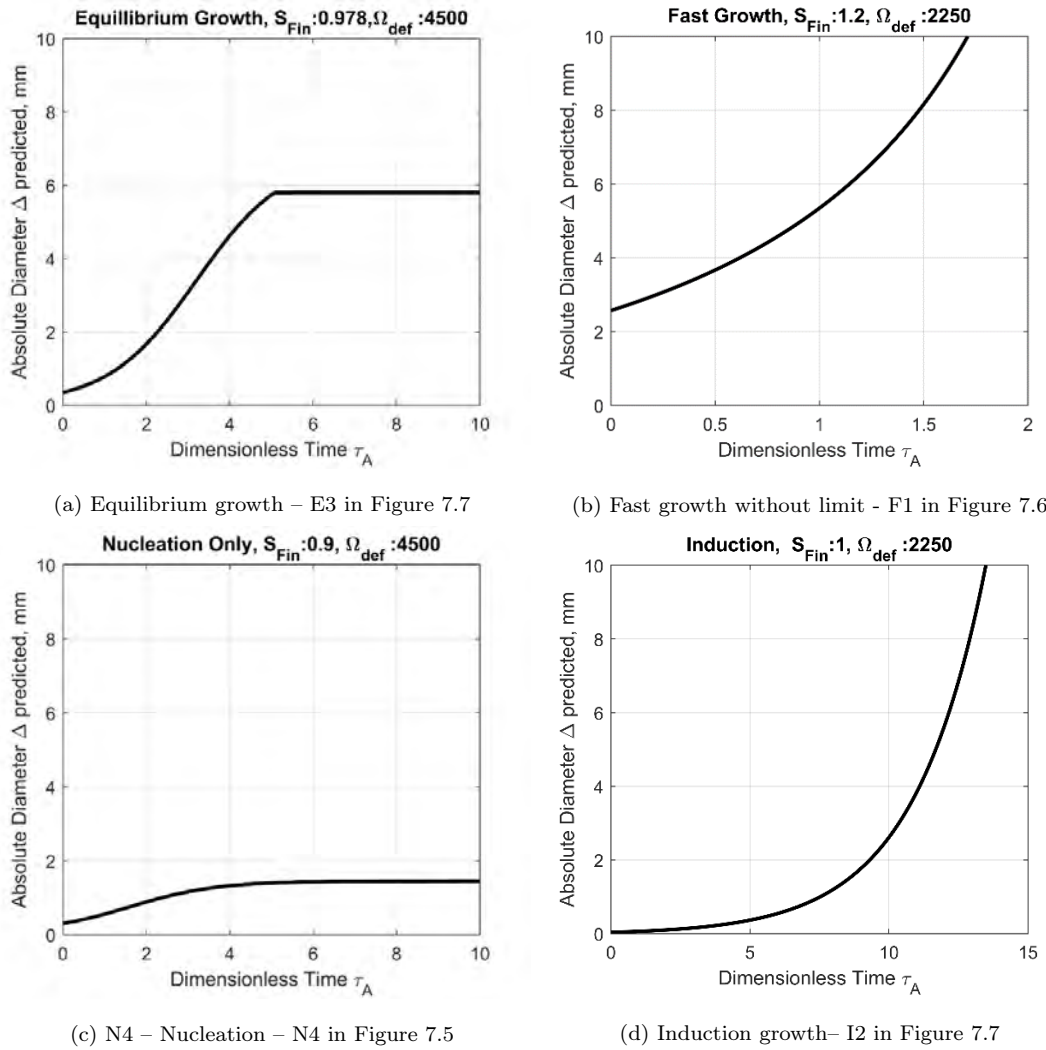 Equillibrium Growth, S_Fin:0.978,Ω_def :4500
Absolute Diameter Δ predicted, mm
10
8
6
4
2
0
0 2 4 6 8 10
Dimensionless Time τ_A
(a) Equilibrium growth – E3 in Figure 7.7
Fast Growth, S_Fin:1.2, Ω_def :2250
Absolute Diameter Δ predicted, mm
10
8
6
4
2
0
0 0.5 1 1.5 2
Dimensionless Time τ_A
(b) Fast growth without limit - F1 in Figure 7.6
Nucleation Only, S_Fin:0.9, Ω_def :4500
Absolute Diameter Δ predicted, mm
10
8
6
4
2
0
0 2 4 6 8 10
Dimensionless Time τ_A
(c) N4 – Nucleation – N4 in Figure 7.5
Induction, S_Fin:1, Ω_def :2250
Absolute Diameter Δ predicted, mm
10
8
6
4
2
0
0 5 10 15
Dimensionless Time τ_A
(d) Induction growth– I2 in Figure 7.7